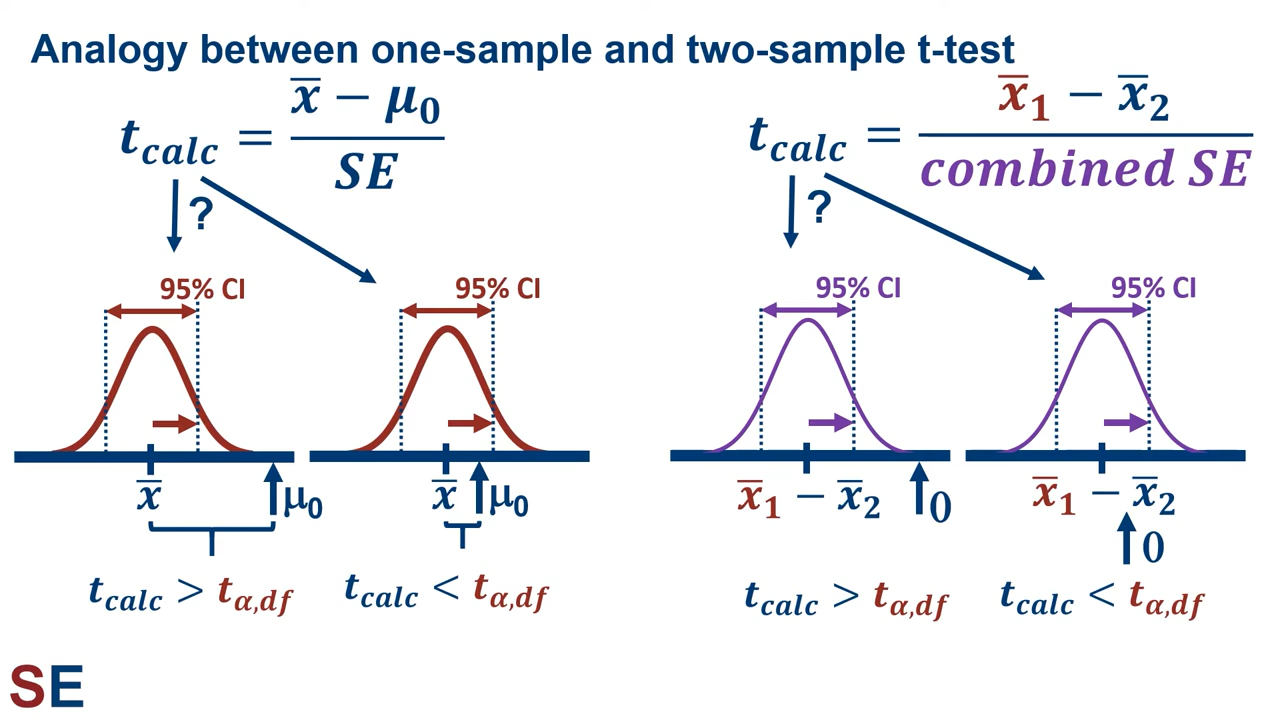 Analogy between one-sample and two-sample t-test
t_calc = (x̅ − μ₀) / SE
?
95% CI
95% CI
x̅
μ₀
x̅
μ₀
t_calc > t_α,df
t_calc < t_α,df
t_calc = (x̅₁ − x̅₂) / combined SE
?
95% CI
95% CI
x̅₁ − x̅₂
0
x̅₁ − x̅₂
0
t_calc > t_α,df
t_calc < t_α,df
SE